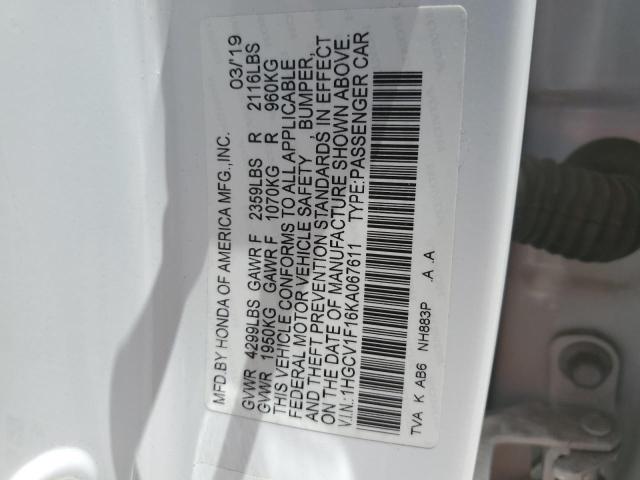 MFD.BY HONDA OF AMERICA MFG.,INC. 03/'19
GVWR 4299LBS GAWR F 2359LBS R 2116LBS
GVWR 1950KG GAWR F 1070KG R 960KG
THIS VEHICLE CONFORMS TO ALL APPLICABLE
FEDERAL MOTOR VEHICLE SAFETY , BUMPER,
AND THEFT PREVENTION STANDARDS IN EFFECT
ON THE DATE OF MANUFACTURE SHOWN ABOVE.
V.I.N.:1HGCV1F16KA067611 TYPE:PASSENGER CAR
TVA K AB6 NH883P .A .A